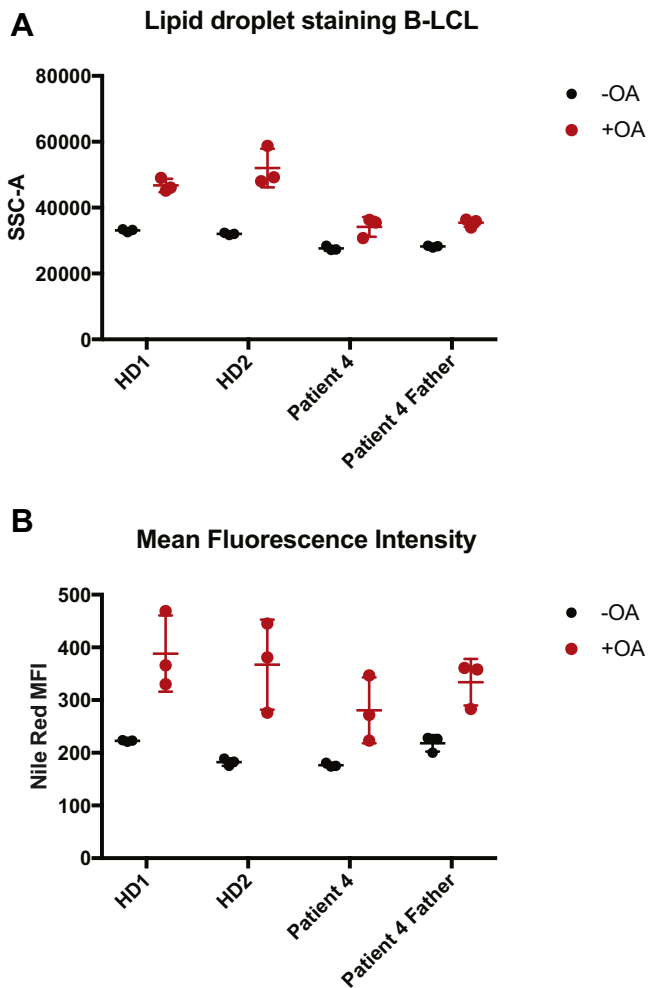 A
Lipid droplet staining B-LCL
80000
60000
40000
20000
0
SSC-A
HD1
HD2
Patient 4
Patient 4 Father
-OA
+OA
B
Mean Fluorescence Intensity
500
400
300
200
100
0
Nile Red MFI
HD1
HD2
Patient 4
Patient 4 Father
-OA
+OA